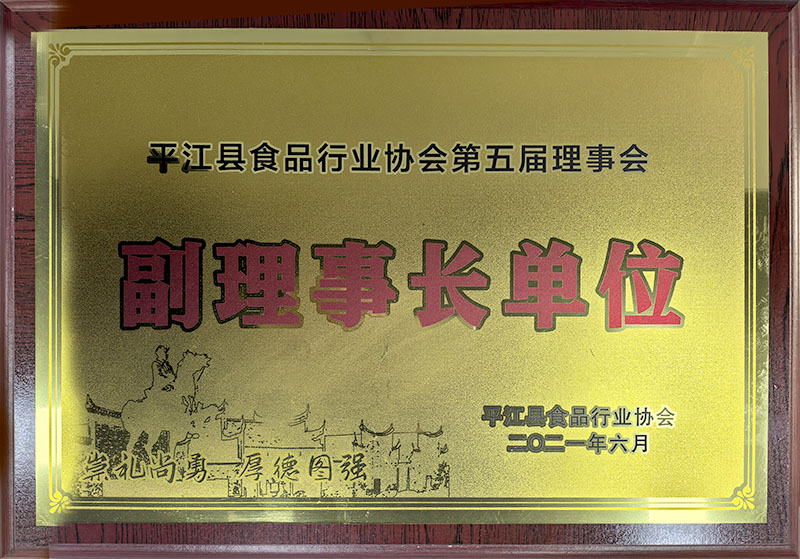 平江县食品行业协会第五届理事会
副理事长单位
平江县食品行业协会
二〇二一年六月
崇礼尚勇 厚德图强